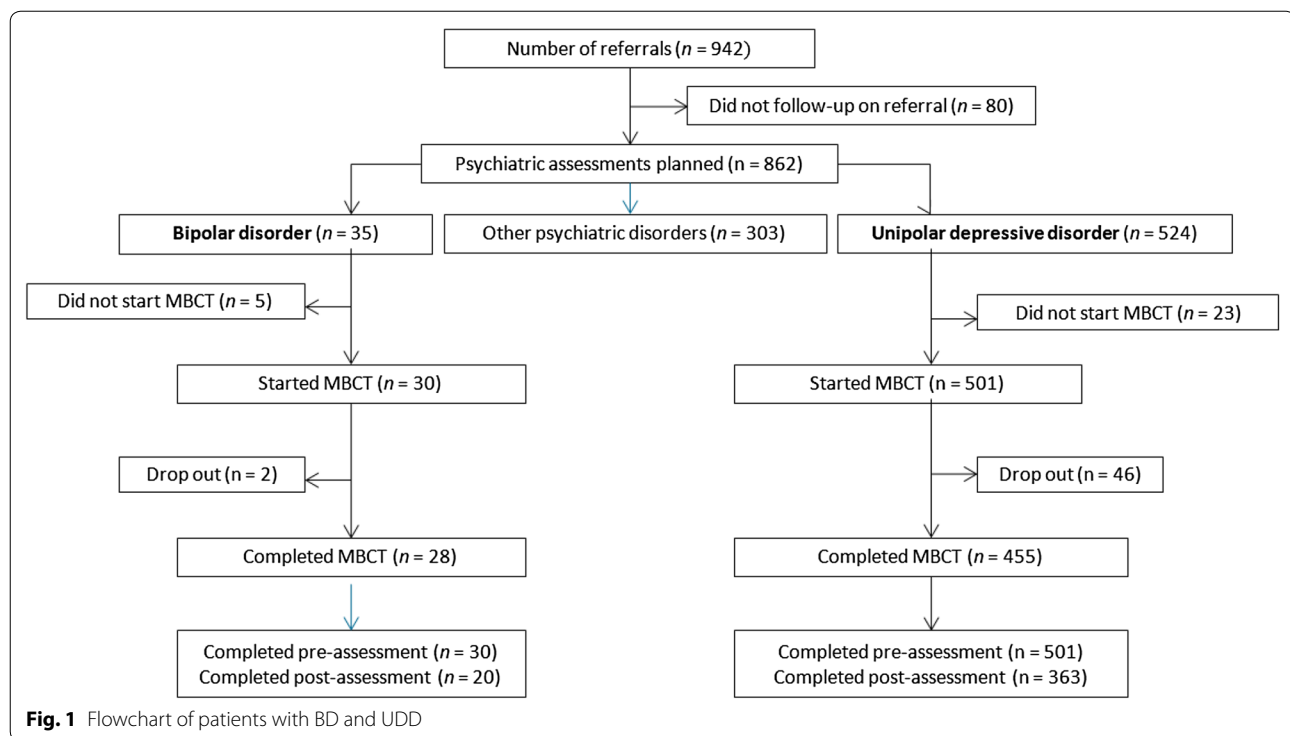 Number of referrals (n = 942)
Did not follow-up on referral (n = 80)
Psychiatric assessments planned (n = 862)
Bipolar disorder (n = 35)
Other psychiatric disorders (n = 303)
Unipolar depressive disorder (n = 524)
Did not start MBCT (n = 5)
Did not start MBCT (n = 23)
Started MBCT (n = 30)
Started MBCT (n = 501)
Drop out (n = 2)
Drop out (n = 46)
Completed MBCT (n = 28)
Completed MBCT (n = 455)
Completed pre-assessment (n = 30)
Completed post-assessment (n = 20)
Completed pre-assessment (n = 501)
Completed post-assessment (n = 363)
Fig. 1 Flowchart of patients with BD and UDD